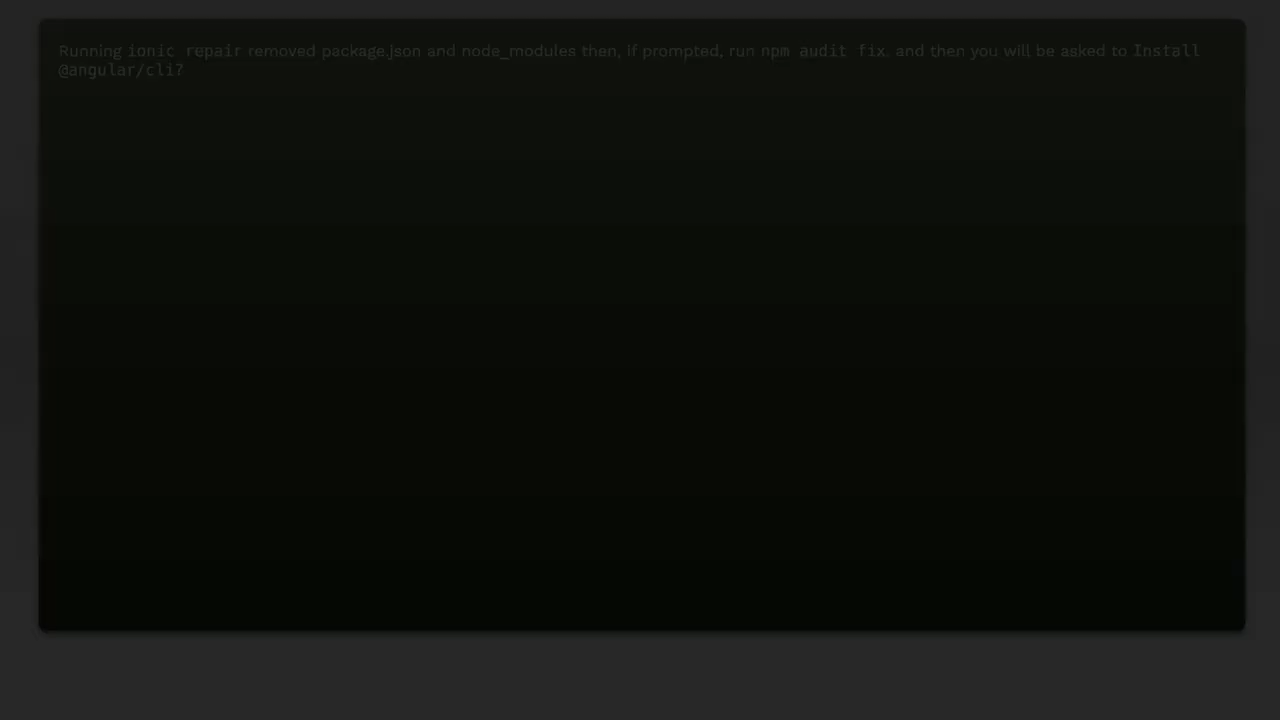 Running ionic repair removed package.json and node_modules then, if prompted, run npm audit fix. and then you will be asked to Install
@angular/cli?